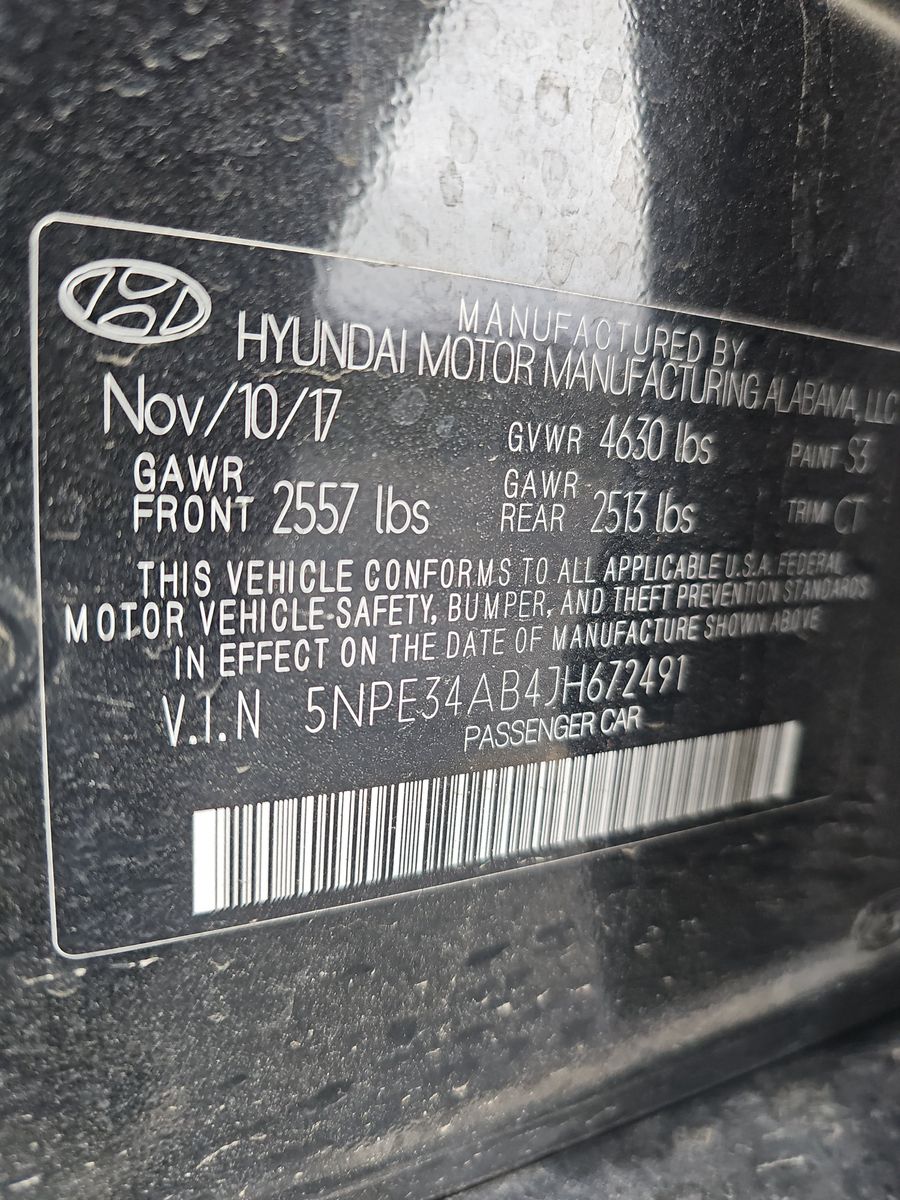 MANUFACTURED BY
HYUNDAI MOTOR MANUFACTURING ALABAMA, LLC
Nov/10/17 GVWR 4630 lbs PAINT S3
GAWR FRONT 2557 lbs GAWR REAR 2513 lbs TRIM CT
THIS VEHICLE CONFORMS TO ALL APPLICABLE U.S.A. FEDERAL
MOTOR VEHICLE SAFETY, BUMPER, AND THEFT PREVENTION STANDARDS
IN EFFECT ON THE DATE OF MANUFACTURE SHOWN ABOVE
V.I.N 5NPE34AB4JH672491
PASSENGER CAR